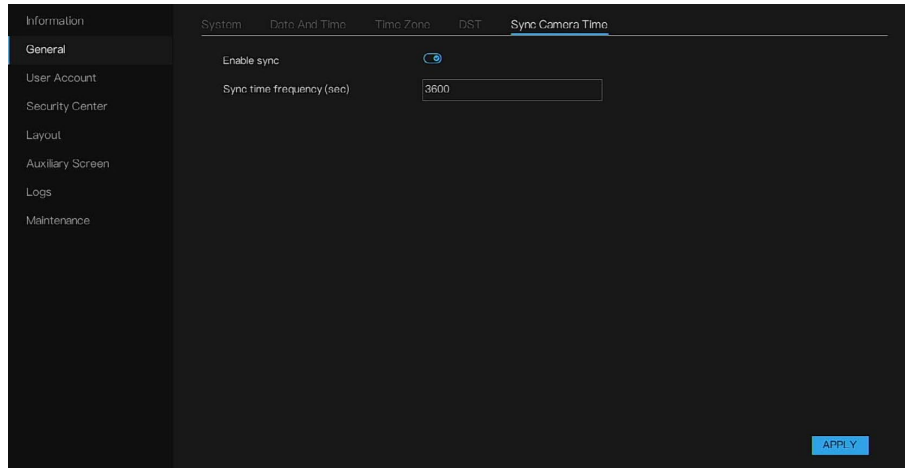 Information
General
User Account
Security Center
Layout
Auxiliary Screen
Logs
Maintenance
System Date And Time Time Zone DST Sync Camera Time
Enable sync
Sync time frequency (sec) 3600
APPLY